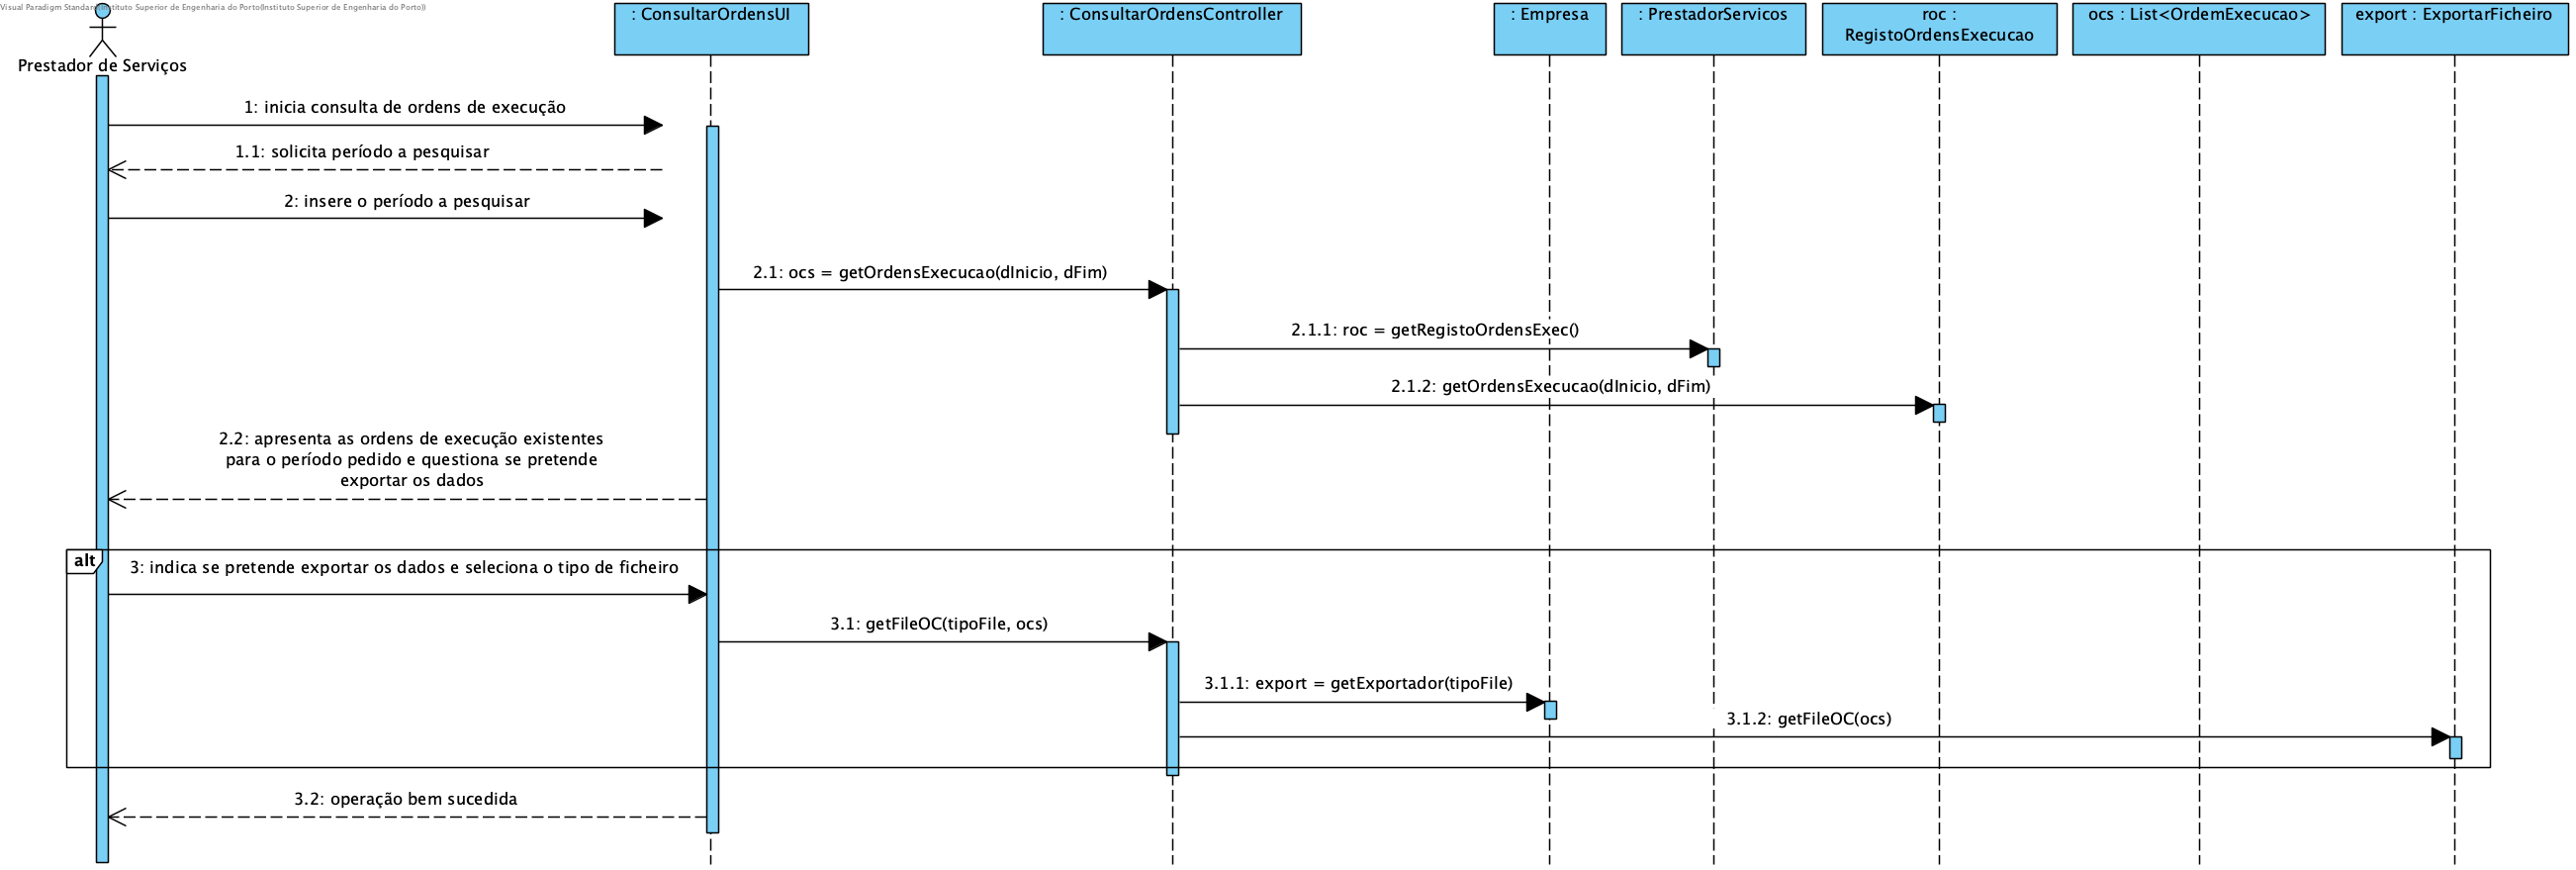 Visual Paradigm Standard(Instituto Superior de Engenharia do Porto(Instituto Superior de Engenharia do Porto))
Prestador de Serviços
: ConsultarOrdensUI
: ConsultarOrdensController
: Empresa
: PrestadorServicos
roc :
RegistoOrdensExecucao
ocs : List<OrdemExecucao>
export : ExportarFicheiro
1: inicia consulta de ordens de execução
1.1: solicita período a pesquisar
2: insere o período a pesquisar
2.1: ocs = getOrdensExecucao(dInicio, dFim)
2.1.1: roc = getRegistoOrdensExec()
2.1.2: getOrdensExecucao(dInicio, dFim)
2.2: apresenta as ordens de execução existentes
para o período pedido e questiona se pretende
exportar os dados
alt
3: indica se pretende exportar os dados e seleciona o tipo de ficheiro
3.1: getFileOC(tipoFile, ocs)
3.1.1: export = getExportador(tipoFile)
3.1.2: getFileOC(ocs)
3.2: operação bem sucedida